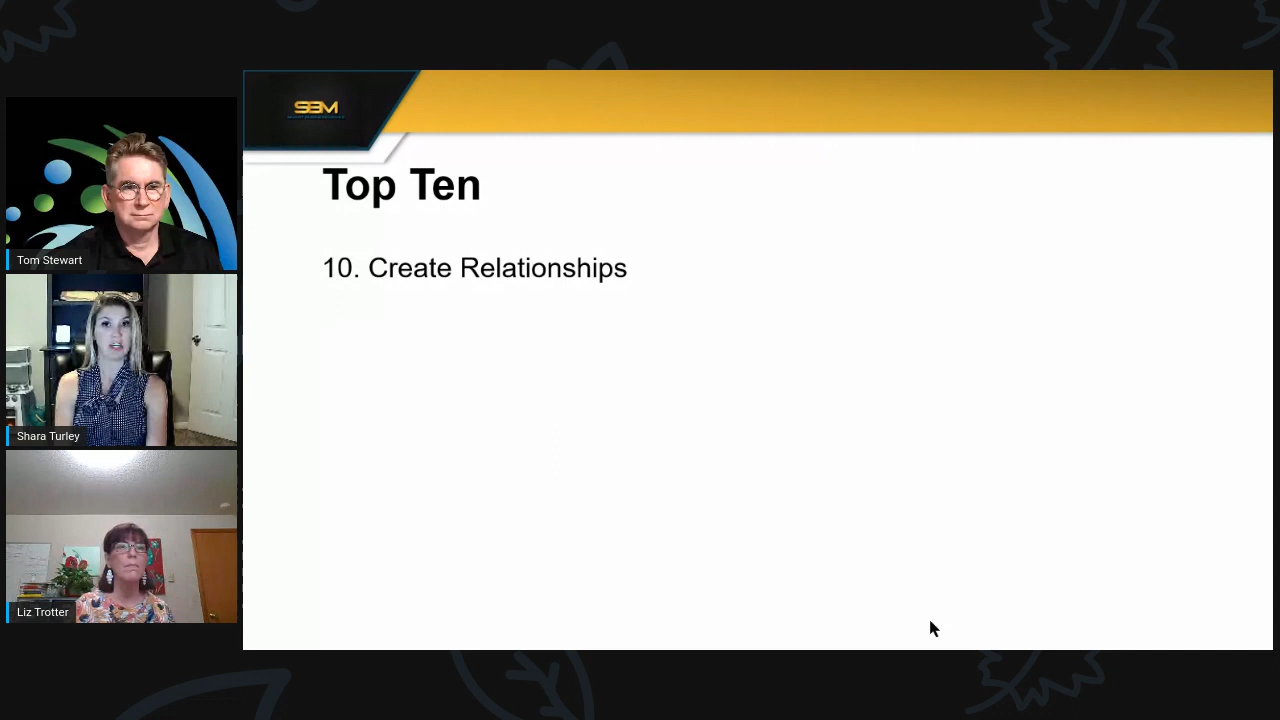 SBM
Top Ten
10. Create Relationships
Tom Stewart
Shara Turley
Liz Trotter